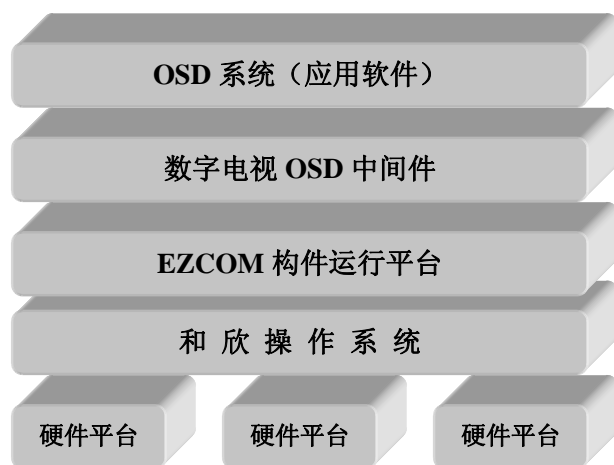 OSD 系统（应用软件）
数字电视 OSD 中间件
EZCOM 构件运行平台
和 欣 操 作 系 统
硬件平台 硬件平台 硬件平台